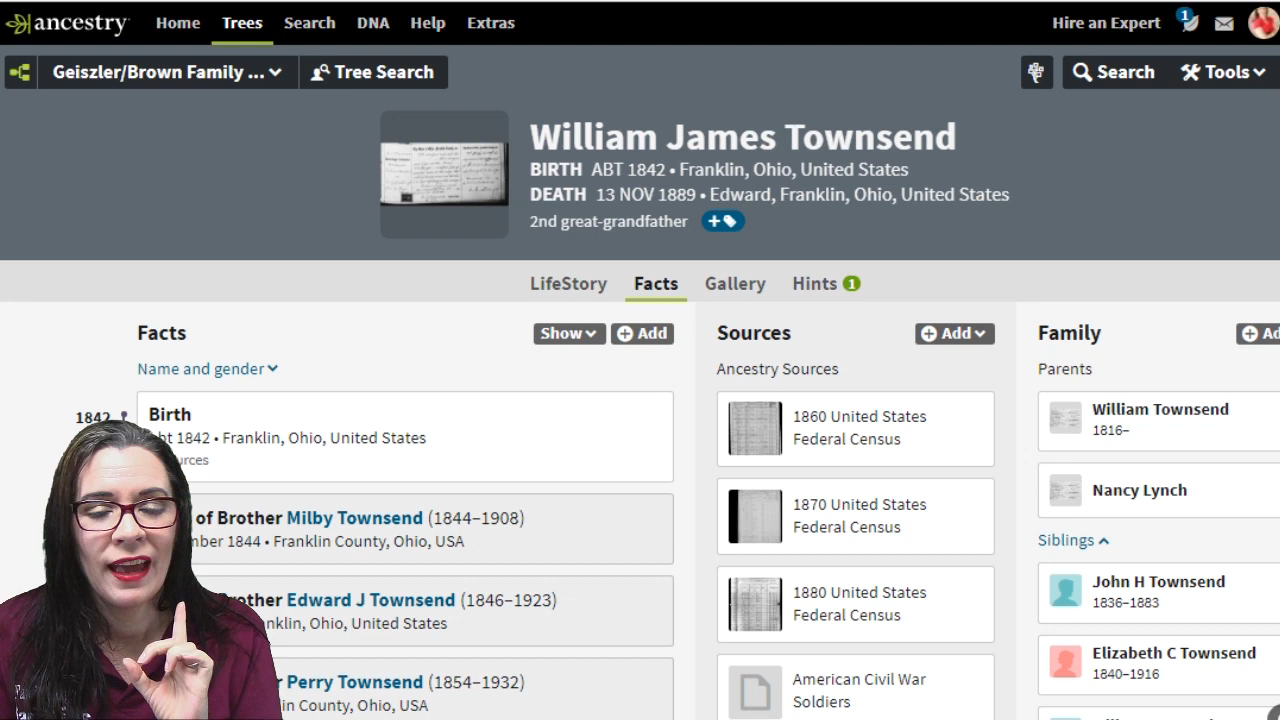 ancestry
Home Trees Search DNA Help Extras
Hire an Expert 1
Geiszler/Brown Family ... Tree Search
Search Tools
William James Townsend
BIRTH ABT 1842 • Franklin, Ohio, United States
DEATH 13 NOV 1889 • Edward, Franklin, Ohio, United States
2nd great-grandfather
LifeStory Facts Gallery Hints 1
Facts
Show + Add
Name and gender
1842
Birth
1842 • Franklin, Ohio, United States
of Brother Milby Townsend (1844–1908)
1844 • Franklin County, Ohio, USA
Edward J Townsend (1846–1923)
Ohio, United States
Perry Townsend (1854–1932)
County, Ohio, USA
Sources
+ Add
Ancestry Sources
1860 United States
Federal Census
1870 United States
Federal Census
1880 United States
Federal Census
American Civil War
Soldiers
Family
+ Ad
Parents
William Townsend
1816–
Nancy Lynch
Siblings
John H Townsend
1836–1883
Elizabeth C Townsend
1840–1916